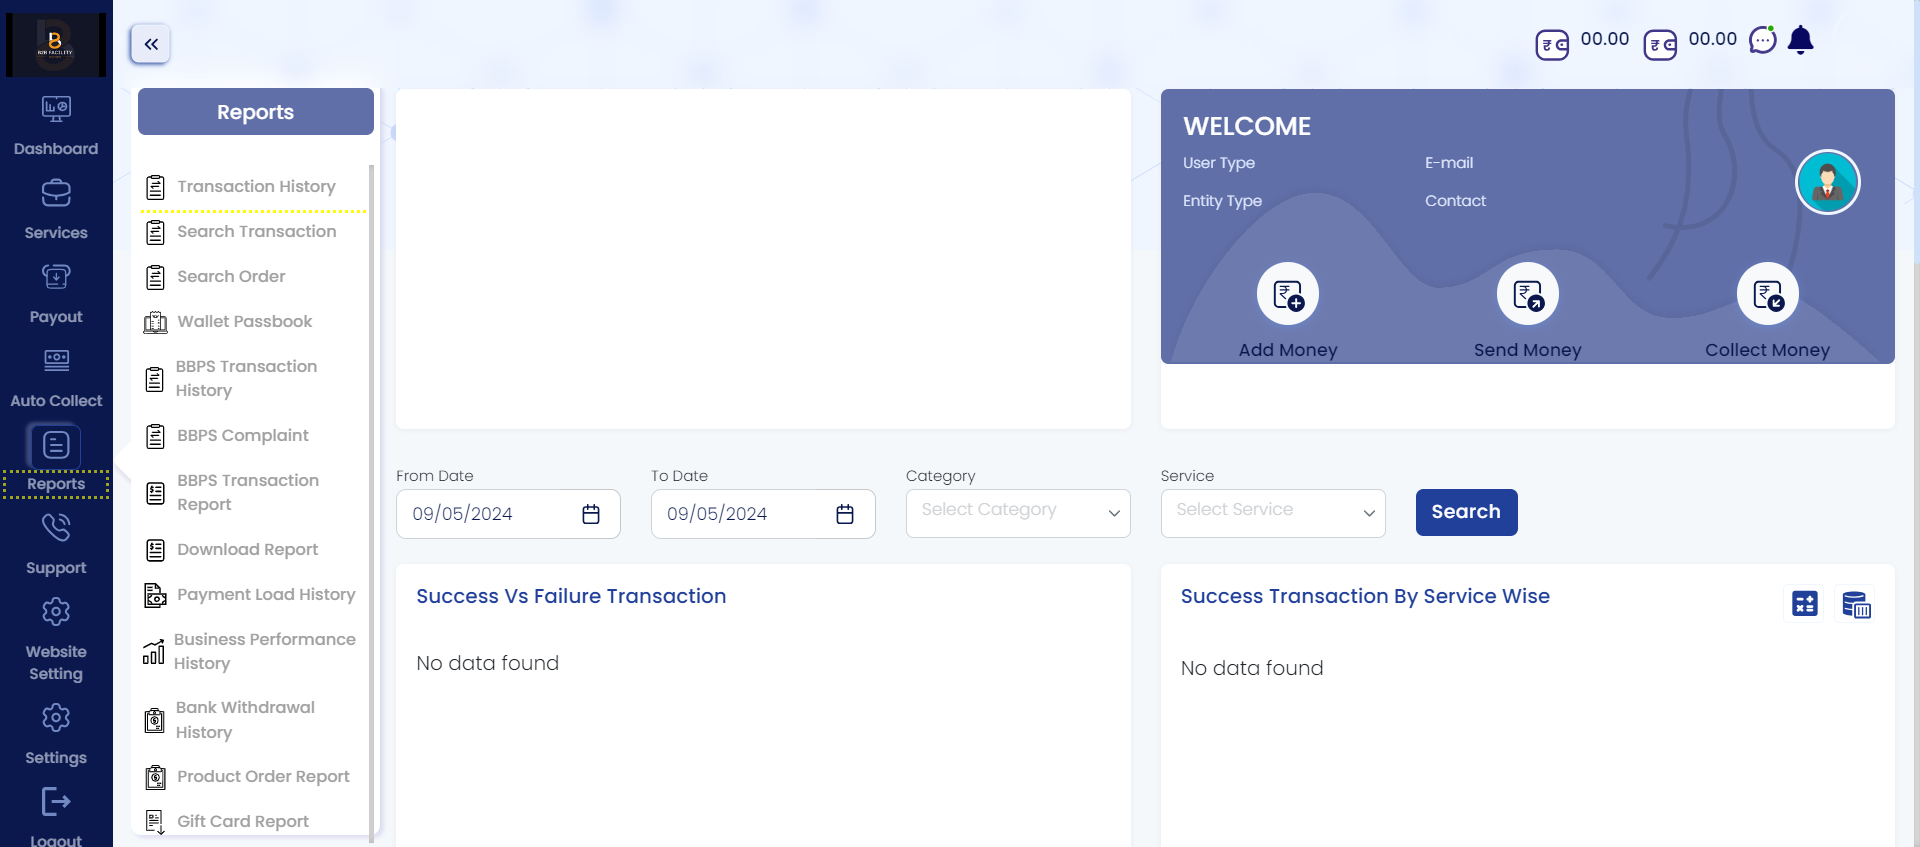 B2B FACILITY
00.00
00.00
Dashboard
Services
Payout
Auto Collect
Reports
Support
Website
Setting
Settings
Logout
Reports
Transaction History
Search Transaction
Search Order
Wallet Passbook
BBPS Transaction
History
BBPS Complaint
BBPS Transaction
Report
Download Report
Payment Load History
Business Performance
History
Bank Withdrawal
History
Product Order Report
Gift Card Report
WELCOME
User Type
E-mail
Entity Type
Contact
Add Money
Send Money
Collect Money
From Date
To Date
Category
Service
09/05/2024
09/05/2024
Select Category
Select Service
Search
Success Vs Failure Transaction
No data found
Success Transaction By Service Wise
No data found